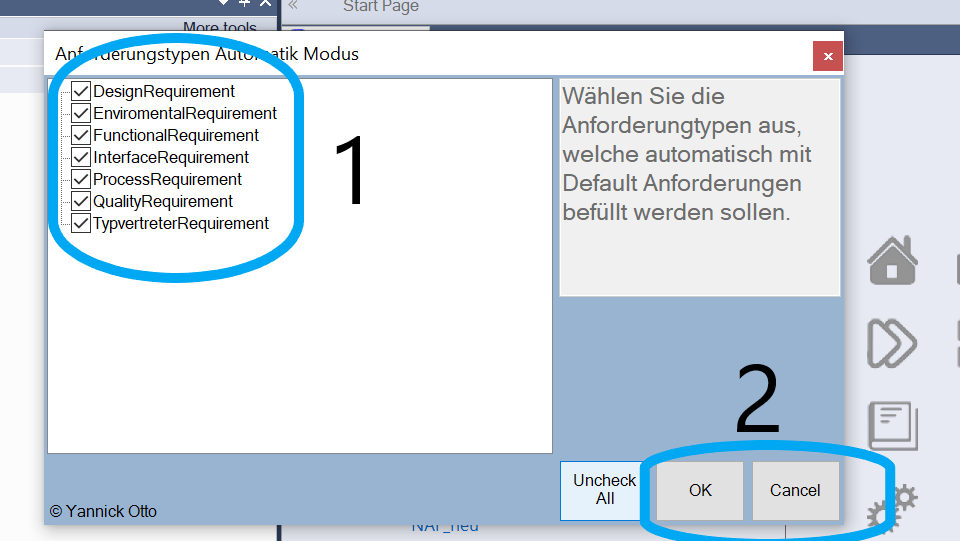 Start Page
More tools
Anforderungstypen Automatik Modus
DesignRequirement
EnviromentalRequirement
FunctionalRequirement
InterfaceRequirement
ProcessRequirement
QualityRequirement
TypvertreterRequirement
1
Wählen Sie die
Anforderungtypen aus,
welche automatisch mit
Default Anforderungen
befüllt werden sollen.
2
Uncheck
All
OK
Cancel
© Yannick Otto